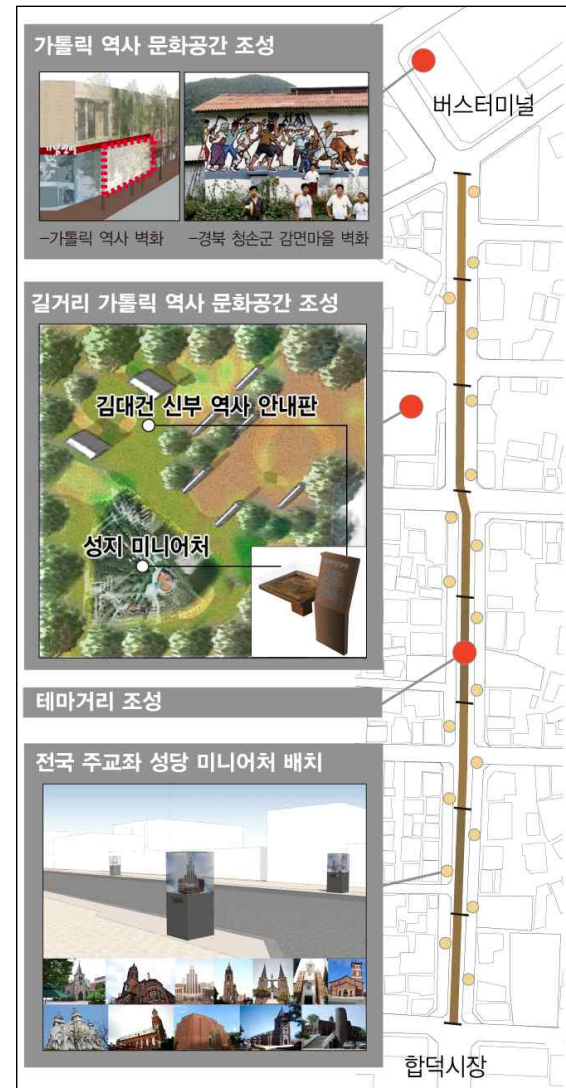 가톨릭 역사 문화공간 조성
버스터미널
-가톨릭 역사 벽화
-경북 청손군 감면마을 벽화
길거리 가톨릭 역사 문화공간 조성
김대건 신부 역사 안내판
성지 미니어처
테마거리 조성
전국 주교좌 성당 미니어처 배치
합덕시장